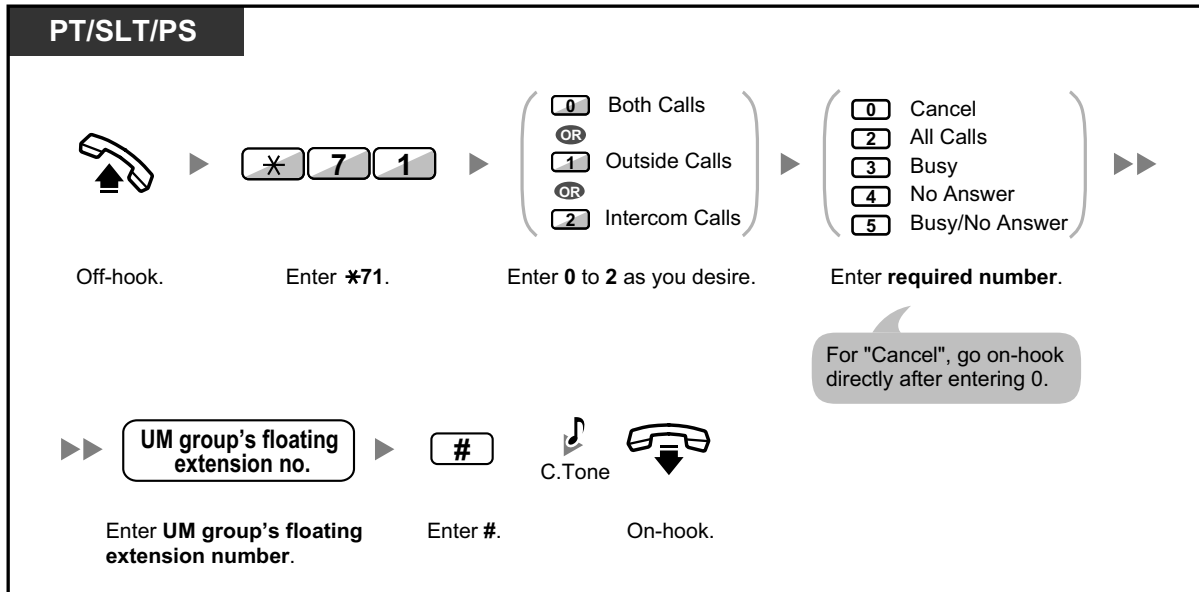 PT/SLT/PS
0 Both Calls
OR
1 Outside Calls
OR
2 Intercom Calls
0 Cancel
2 All Calls
3 Busy
4 No Answer
5 Busy/No Answer
* 7 1
Off-hook.
Enter *71.
Enter 0 to 2 as you desire.
Enter required number.
For "Cancel", go on-hook
directly after entering 0.
UM group's floating
extension no.
#
C.Tone
Enter UM group's floating
extension number.
Enter #.
On-hook.